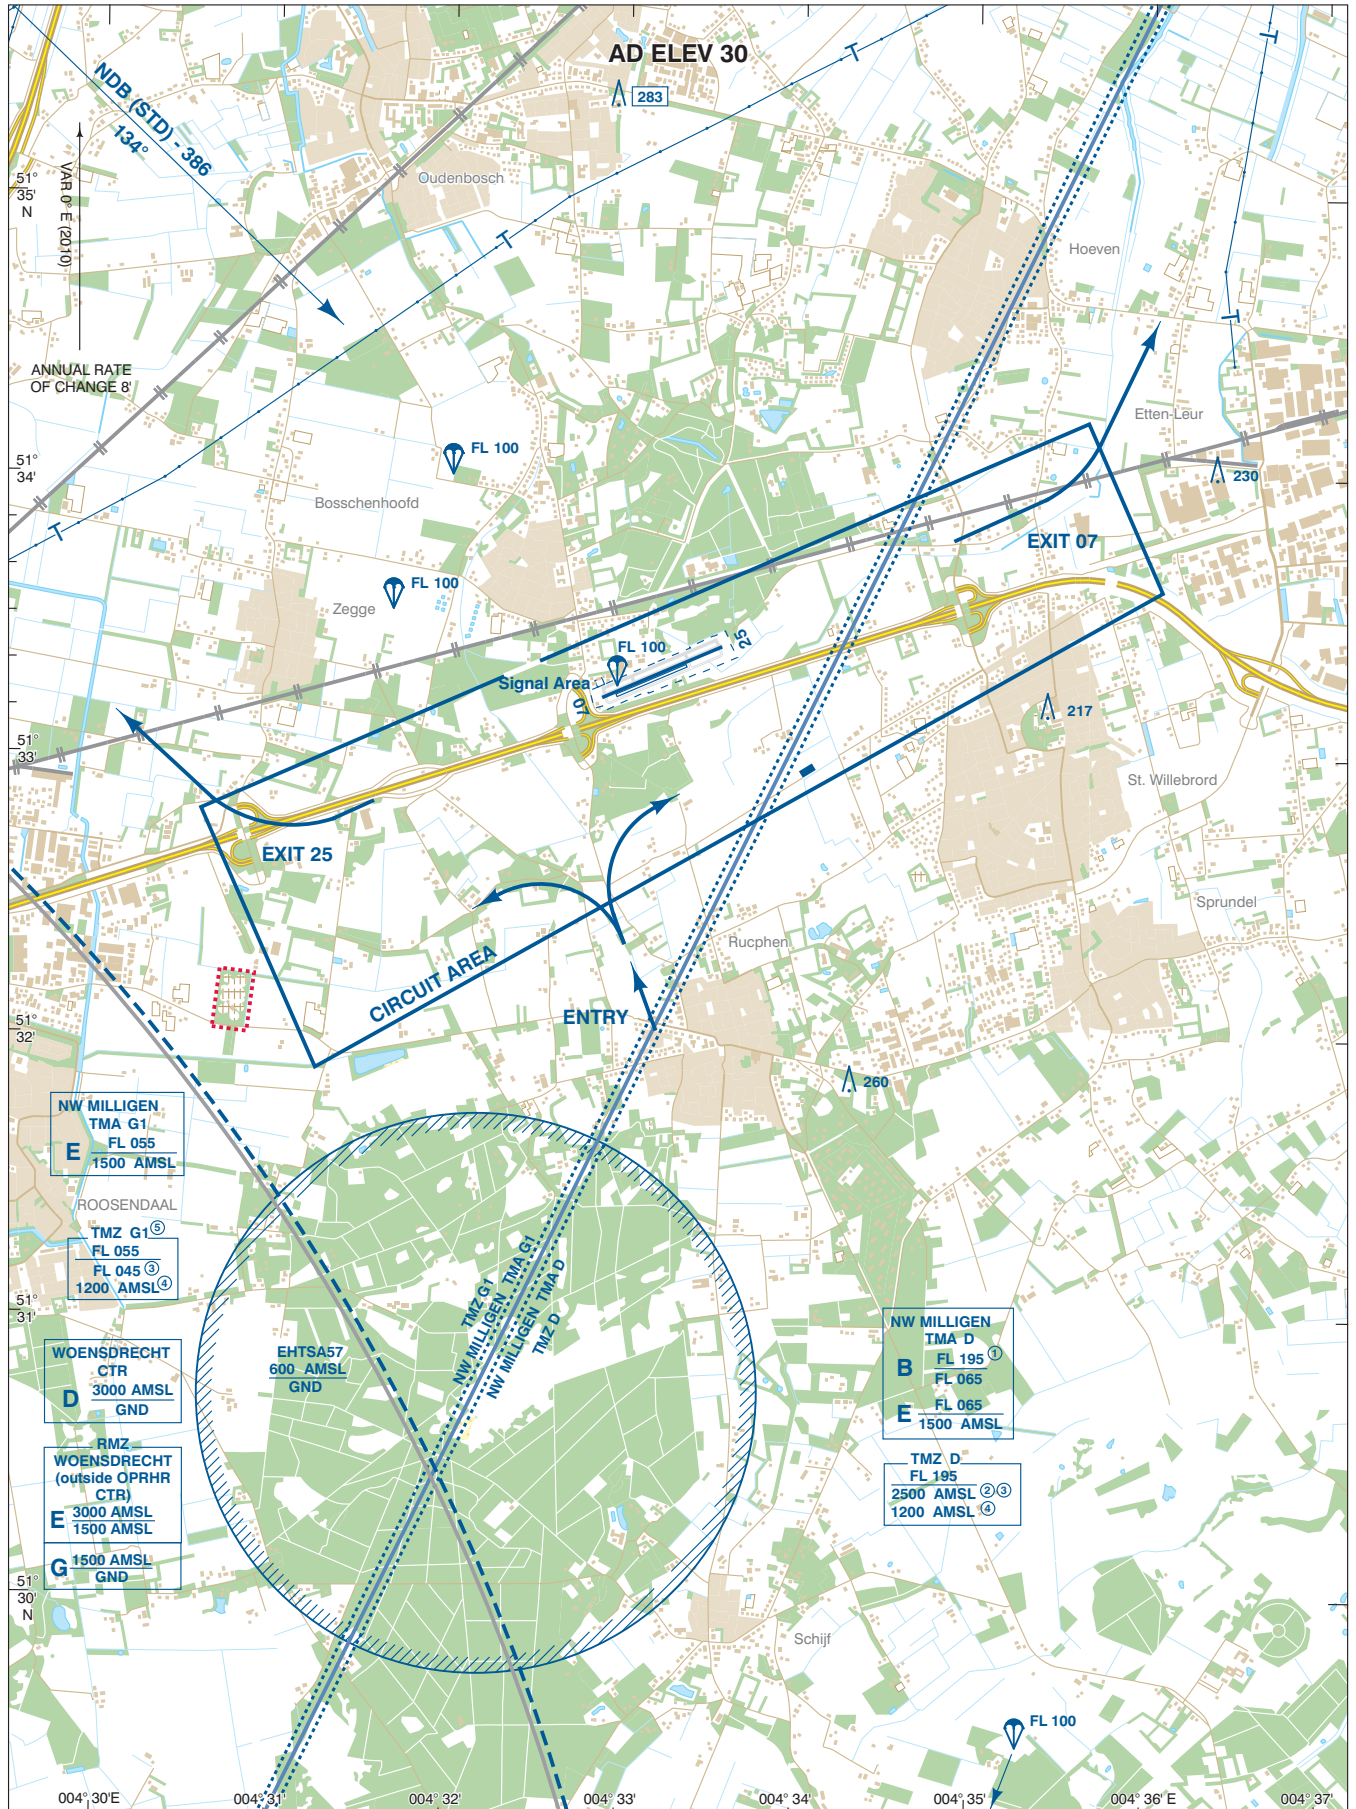 AD ELEV 30
283
NDB (STD) - 386
134°
Oudenbosch
51°
35'
N
VAR 0° E (2010)
ANNUAL RATE
OF CHANGE 8'
Hoeven
Etten-Leur
51°
34'
FL 100
230
Bosschenhoofd
EXIT 07
FL 100
Zegge
FL 100
25
Signal Area
07
217
51°
33'
St. Willebrord
EXIT 25
Sprundel
Rucphen
CIRCUIT AREA
ENTRY
51°
32'
260
NW MILLIGEN
TMA G1
E FL 055
1500 AMSL
ROOSENDAAL
TMZ G1 ⑤
FL 055
FL 045 ③
1200 AMSL ④
TMZ G1
NW MILLIGEN TMA G1
NW MILLIGEN TMA D
TMZ D
51°
31'
WOENSDRECHT
CTR
D 3000 AMSL
GND
EHTSA57
600 AMSL
GND
NW MILLIGEN
TMA D
B FL 195 ①
FL 065
E FL 065
1500 AMSL
RMZ
WOENSDRECHT
(outside OPRHR
CTR)
E 3000 AMSL
1500 AMSL
G 1500 AMSL
GND
TMZ D
FL 195
2500 AMSL ②③
1200 AMSL ④
51°
30'
N
Schijf
FL 100
004° 30'E
004° 31'
004° 32'
004° 33'
004° 34'
004° 35'
004° 36'E
004° 37'